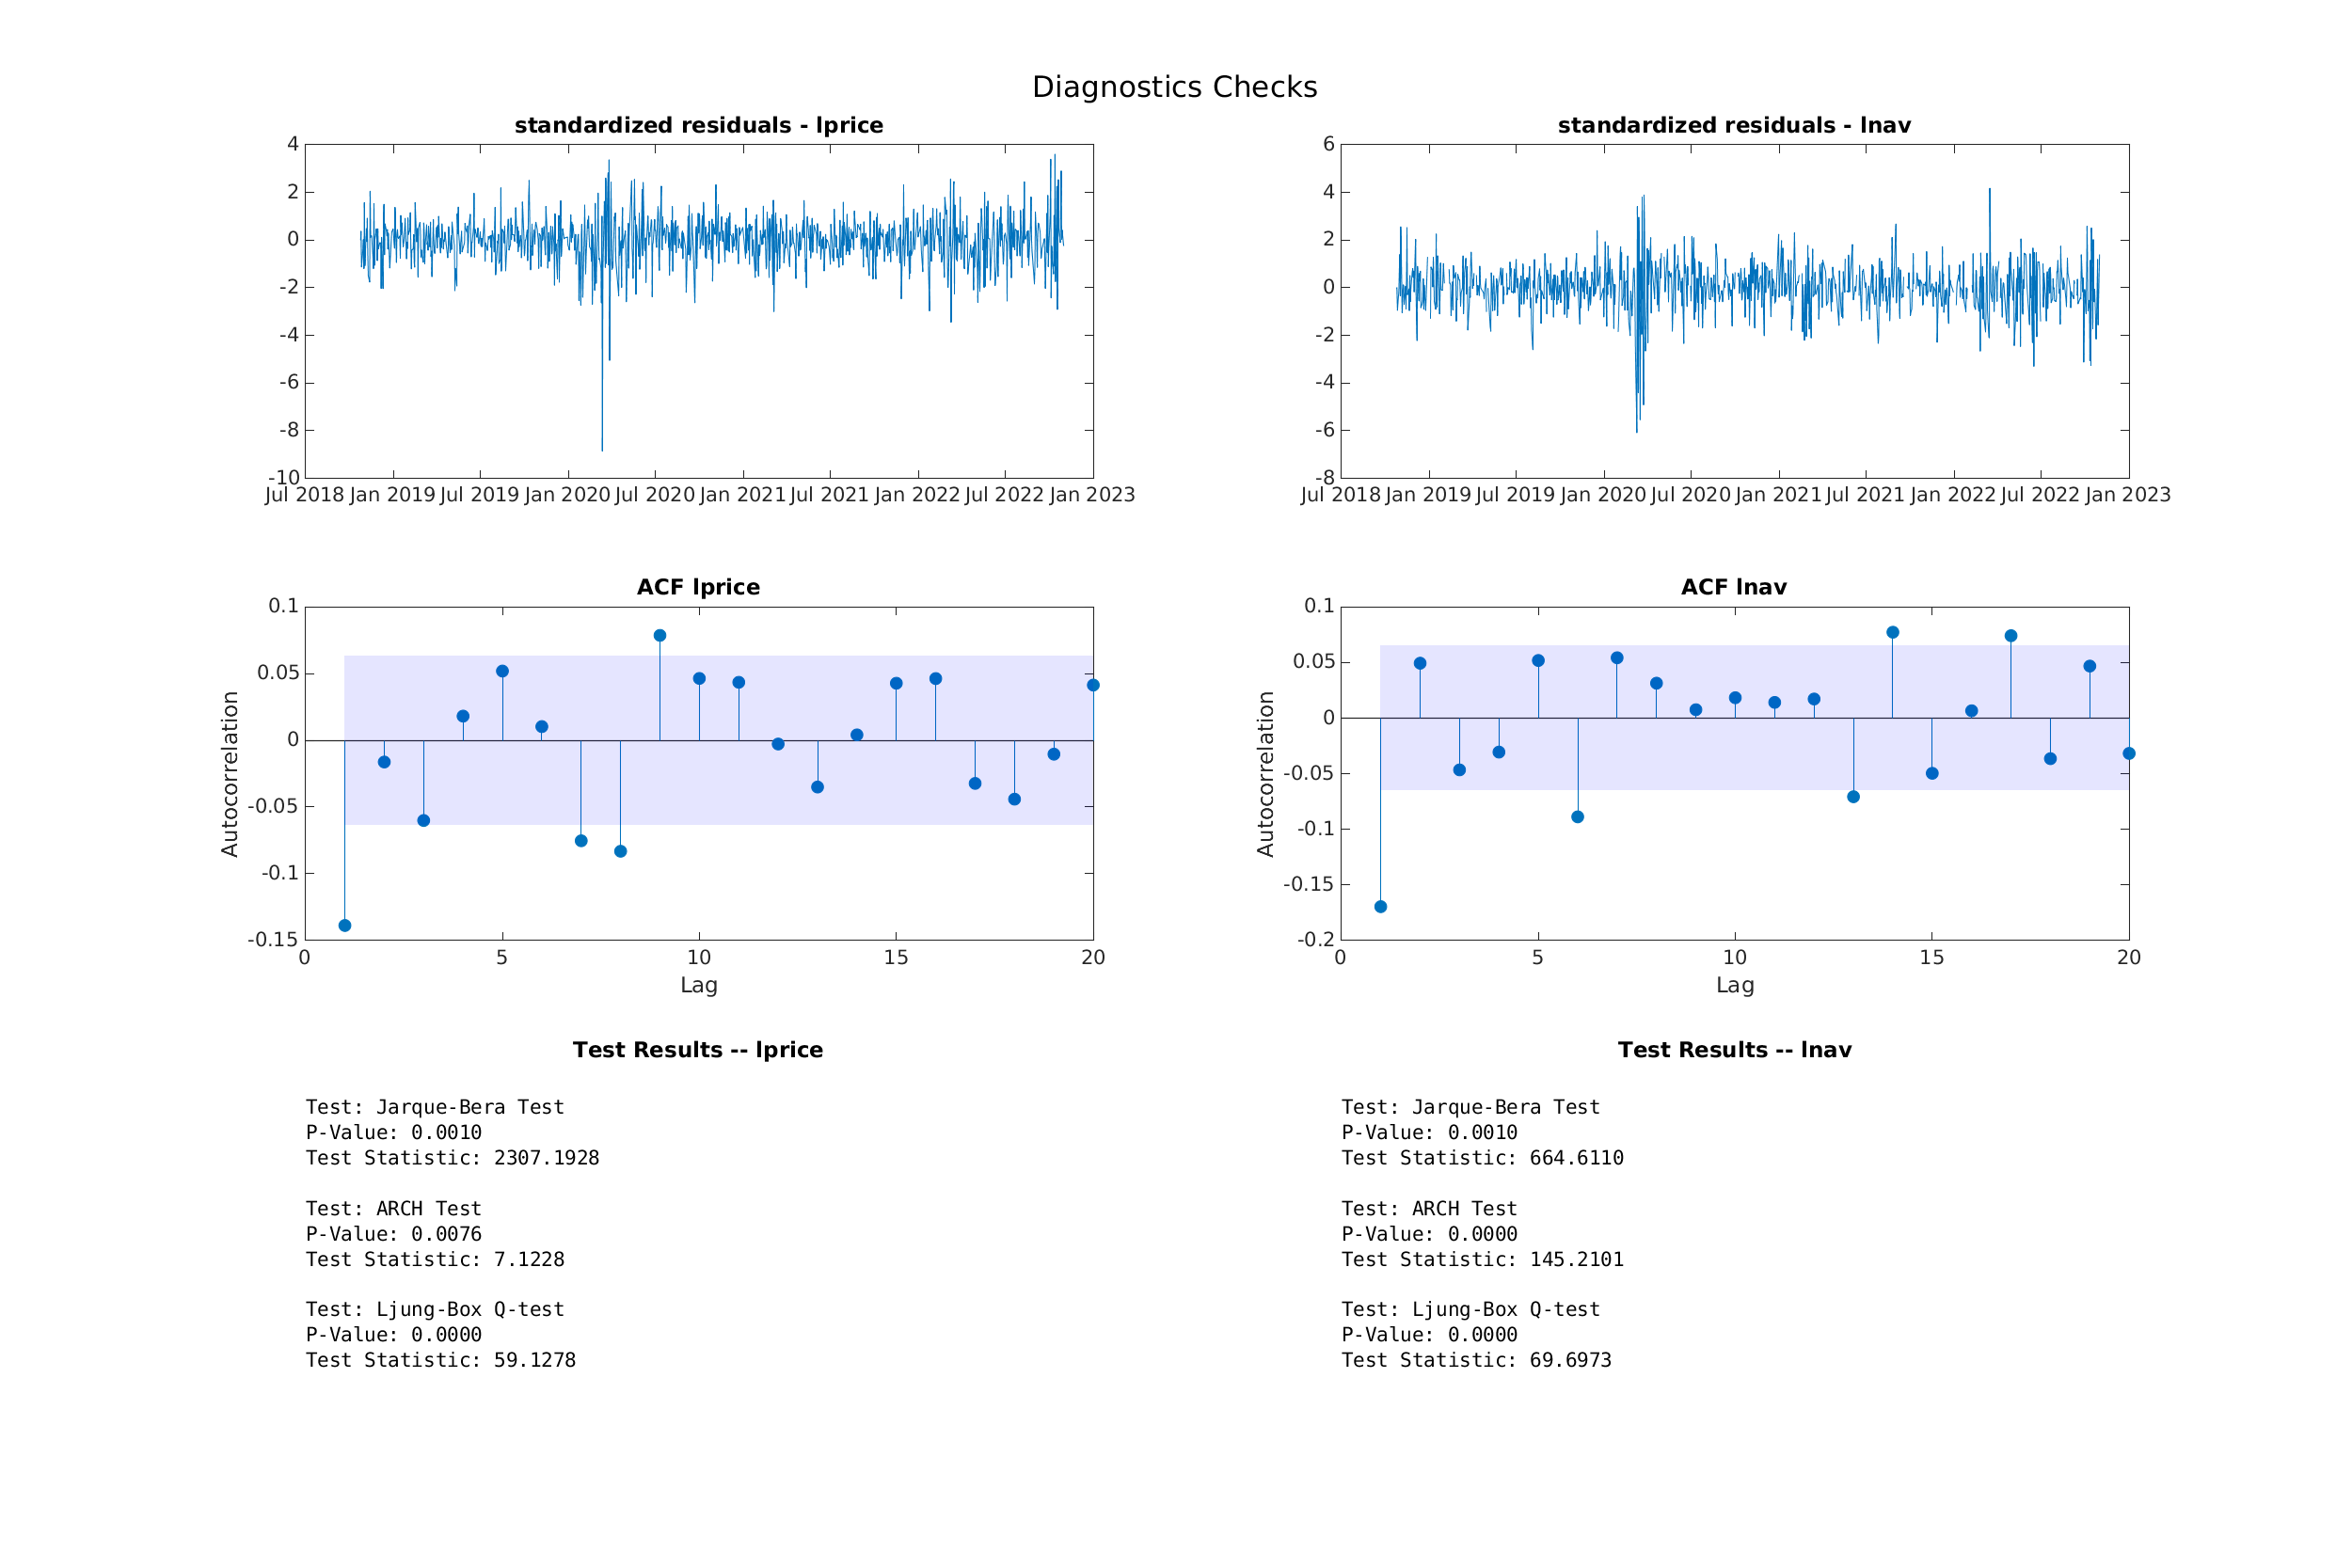 Diagnostics Checks
standardized residuals - lprice
4
2
0
-2
-4
-6
-8
-10
Jul 2018 Jan 2019 Jul 2019 Jan 2020 Jul 2020 Jan 2021 Jul 2021 Jan 2022 Jul 2022 Jan 2023
standardized residuals - lnav
6
4
2
0
-2
-4
-6
-8
Jul 2018 Jan 2019 Jul 2019 Jan 2020 Jul 2020 Jan 2021 Jul 2021 Jan 2022 Jul 2022 Jan 2023
ACF lprice
0.1
0.05
0
-0.05
-0.1
-0.15
Autocorrelation
0 5 10 15 20
Lag
ACF lnav
0.1
0.05
0
-0.05
-0.1
-0.15
-0.2
Autocorrelation
0 5 10 15 20
Lag
Test Results -- lprice
Test: Jarque-Bera Test
P-Value: 0.0010
Test Statistic: 2307.1928
Test: ARCH Test
P-Value: 0.0076
Test Statistic: 7.1228
Test: Ljung-Box Q-test
P-Value: 0.0000
Test Statistic: 59.1278
Test Results -- lnav
Test: Jarque-Bera Test
P-Value: 0.0010
Test Statistic: 664.6110
Test: ARCH Test
P-Value: 0.0000
Test Statistic: 145.2101
Test: Ljung-Box Q-test
P-Value: 0.0000
Test Statistic: 69.6973